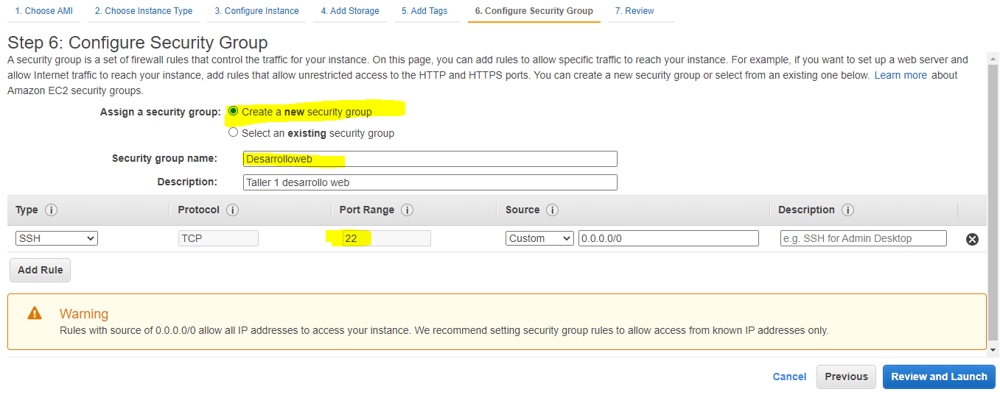 1. Choose AMI 2. Choose Instance Type 3. Configure Instance 4. Add Storage 5. Add Tags 6. Configure Security Group 7. Review
Step 6: Configure Security Group
A security group is a set of firewall rules that control the traffic for your instance. On this page, you can add rules to allow specific traffic to reach your instance. For example, if you want to set up a web server and
allow Internet traffic to reach your instance, add rules that allow unrestricted access to the HTTP and HTTPS ports. You can create a new security group or select from an existing one below. Learn more about
Amazon EC2 security groups.
Assign a security group: Create a new security group
Select an existing security group
Security group name: Desarrolloweb
Description: Taller 1 desarrollo web
Type i Protocol i Port Range i Source i Description i
SSH TCP 22 Custom 0.0.0.0/0 e.g. SSH for Admin Desktop
Add Rule
Warning
Rules with source of 0.0.0.0/0 allow all IP addresses to access your instance. We recommend setting security group rules to allow access from known IP addresses only.
Cancel Previous Review and Launch